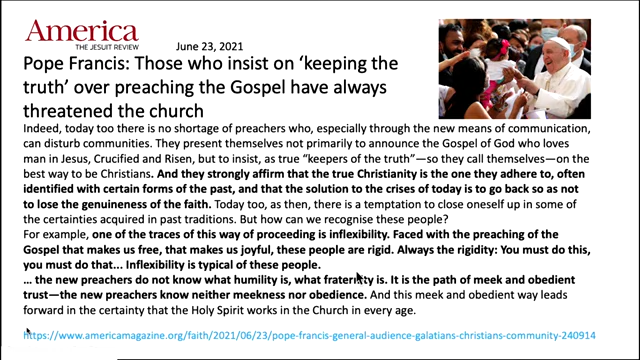 America
THE JESUIT REVIEW
June 23, 2021
Pope Francis: Those who insist on ‘keeping the
truth’ over preaching the Gospel have always
threatened the church
Indeed, today too there is no shortage of preachers who, especially through the new means of communication,
can disturb communities. They present themselves not primarily to announce the Gospel of God who loves
man in Jesus, Crucified and Risen, but to insist, as true “keepers of the truth”—so they call themselves—on the
best way to be Christians. And they strongly affirm that the true Christianity is the one they adhere to, often
identified with certain forms of the past, and that the solution to the crises of today is to go back so as not
to lose the genuineness of the faith. Today too, as then, there is a temptation to close oneself up in some of
the certainties acquired in past traditions. But how can we recognise these people?
For example, one of the traces of this way of proceeding is inflexibility. Faced with the preaching of the
Gospel that makes us free, that makes us joyful, these people are rigid. Always the rigidity: You must do this,
you must do that... Inflexibility is typical of these people.
... the new preachers do not know what humility is, what fraternity is. It is the path of meek and obedient
trust—the new preachers know neither meekness nor obedience. And this meek and obedient way leads
forward in the certainty that the Holy Spirit works in the Church in every age.
https://www.americamagazine.org/faith/2021/06/23/pope-francis-general-audience-galatians-christians-community-240914